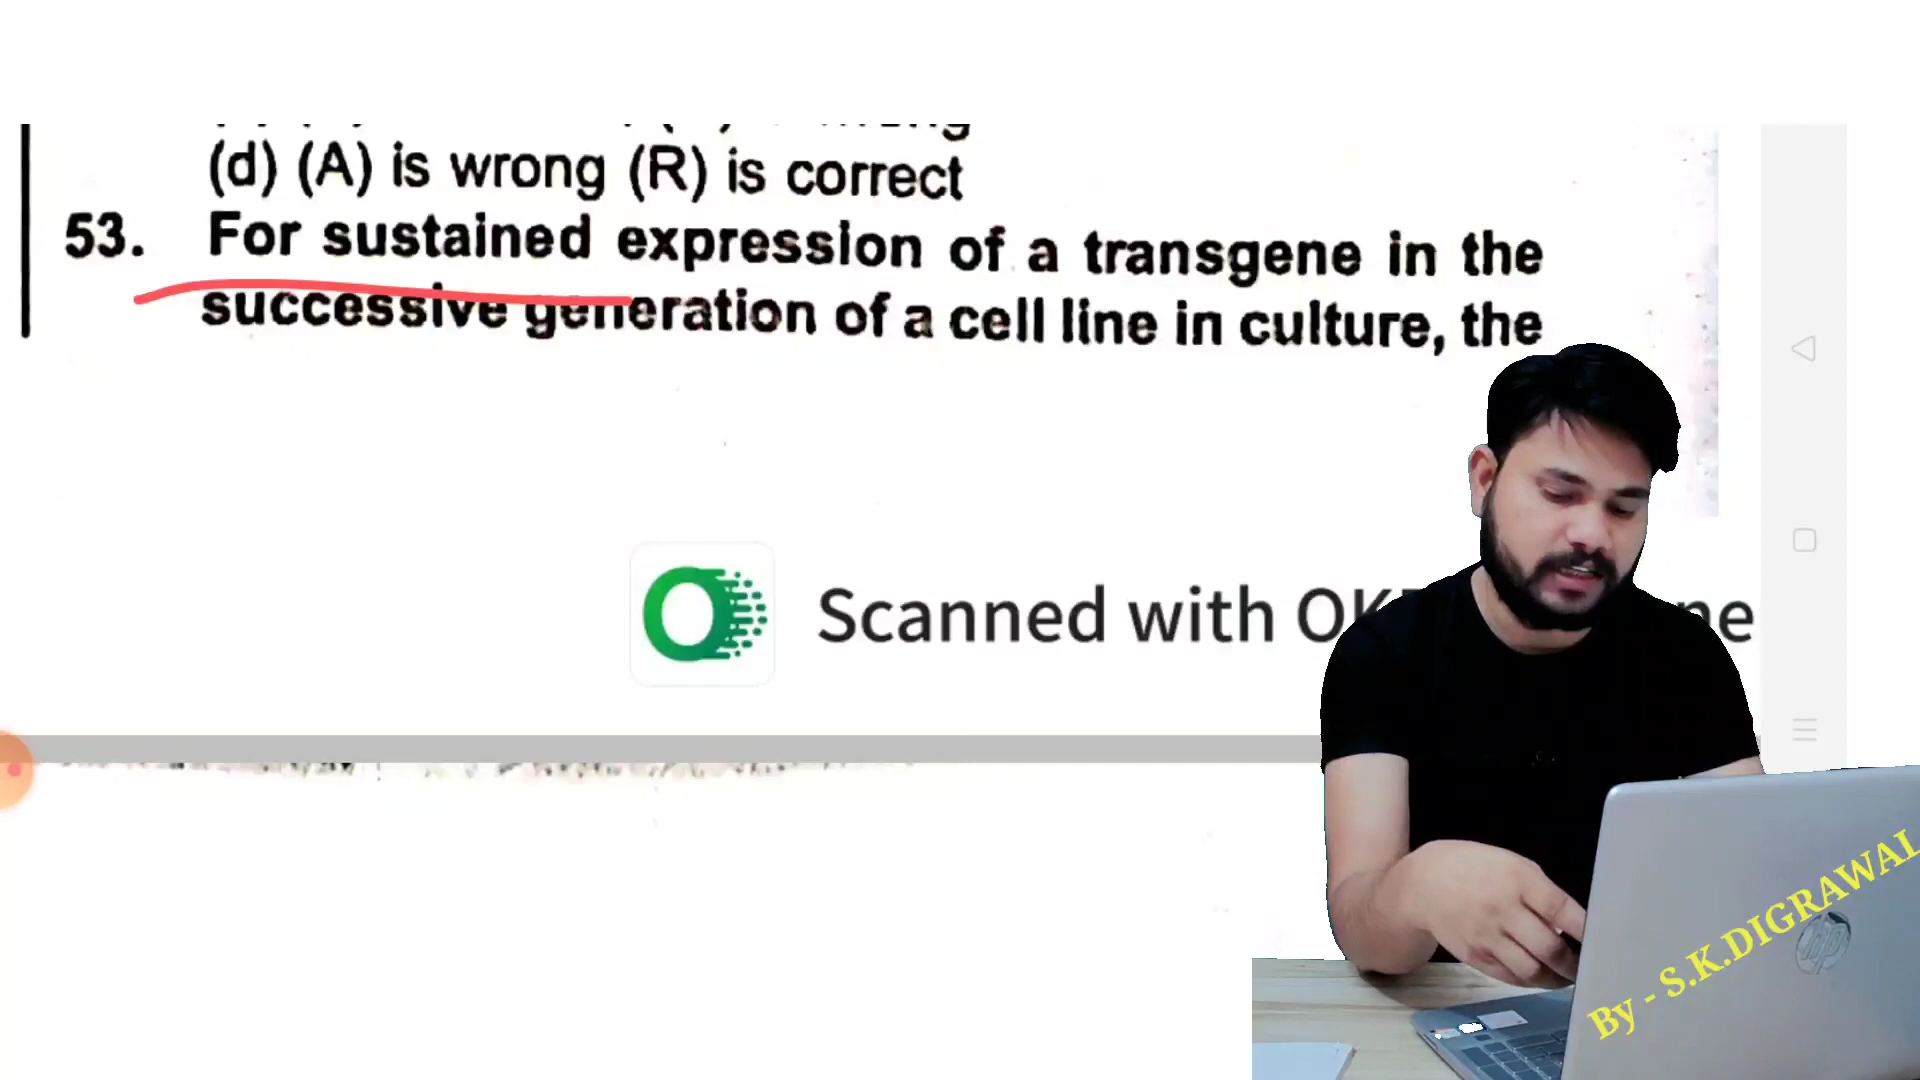 (d) (A) is wrong (R) is correct
53. For sustained expression of a transgene in the
successive generation of a cell line in culture, the
Scanned with
By - S.K.DIGRAWAL
hp